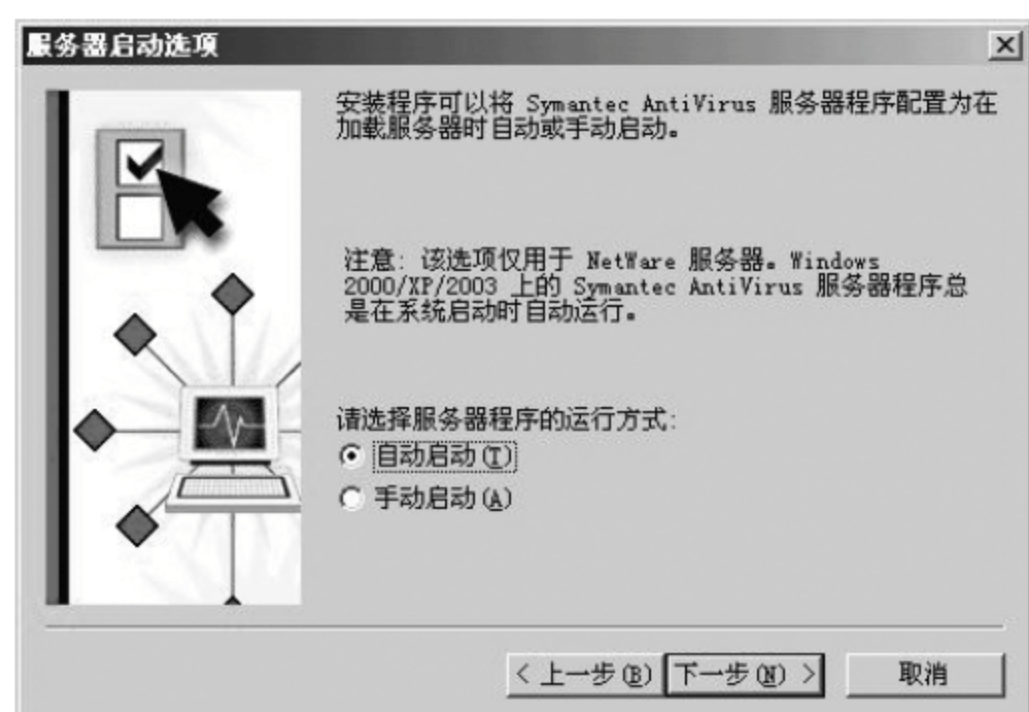 服务器启动选项
安装程序可以将 Symantec AntiVirus 服务器程序配置为在
加载服务器时自动或手动启动。
注意: 该选项仅用于 NetWare 服务器。Windows
2000/XP/2003 上的 Symantec AntiVirus 服务器程序总
是在系统启动时自动运行。
请选择服务器程序的运行方式:
自动启动(T)
手动启动(A)
< 上一步(B) 下一步(N) > 取消